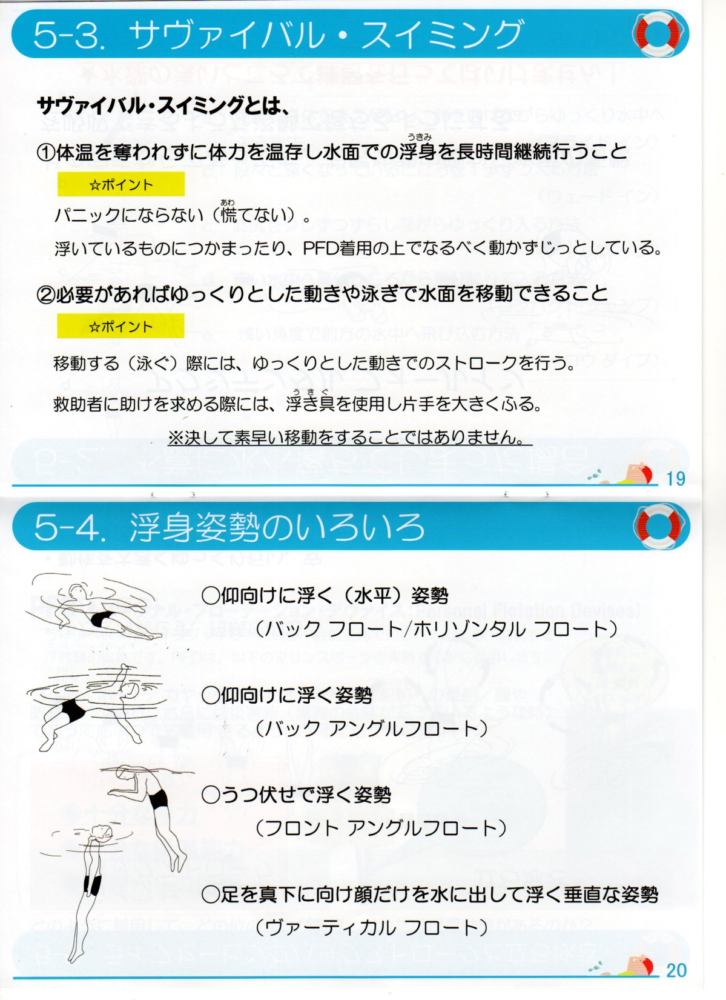 5-3. サヴァイバル・スイミング
サヴァイバル・スイミングとは、
うきみ
①体温を奪われずに体力を温存し水面での浮身を長時間継続行うこと
☆ポイント
あわ
パニックにならない（慌てない）。
浮いているものにつかまったり、PFD着用の上でなるべく動かずじっとしている。
②必要があればゆっくりとした動きや泳ぎで水面を移動できること
☆ポイント
移動する（泳ぐ）際には、ゆっくりとした動きでのストロークを行う。
うきぐ
救助者に助けを求める際には、浮き具を使用し片手を大きくふる。
※決して素早い移動をすることではありません。
19
5-4. 浮身姿勢のいろいろ
○仰向けに浮く（水平）姿勢
（バック フロート/ホリゾンタル フロート）
○仰向けに浮く姿勢
（バック アングルフロート）
○うつ伏せで浮く姿勢
（フロント アングルフロート）
○足を真下に向け顔だけを水に出して浮く垂直な姿勢
（ヴァーティカル フロート）
20